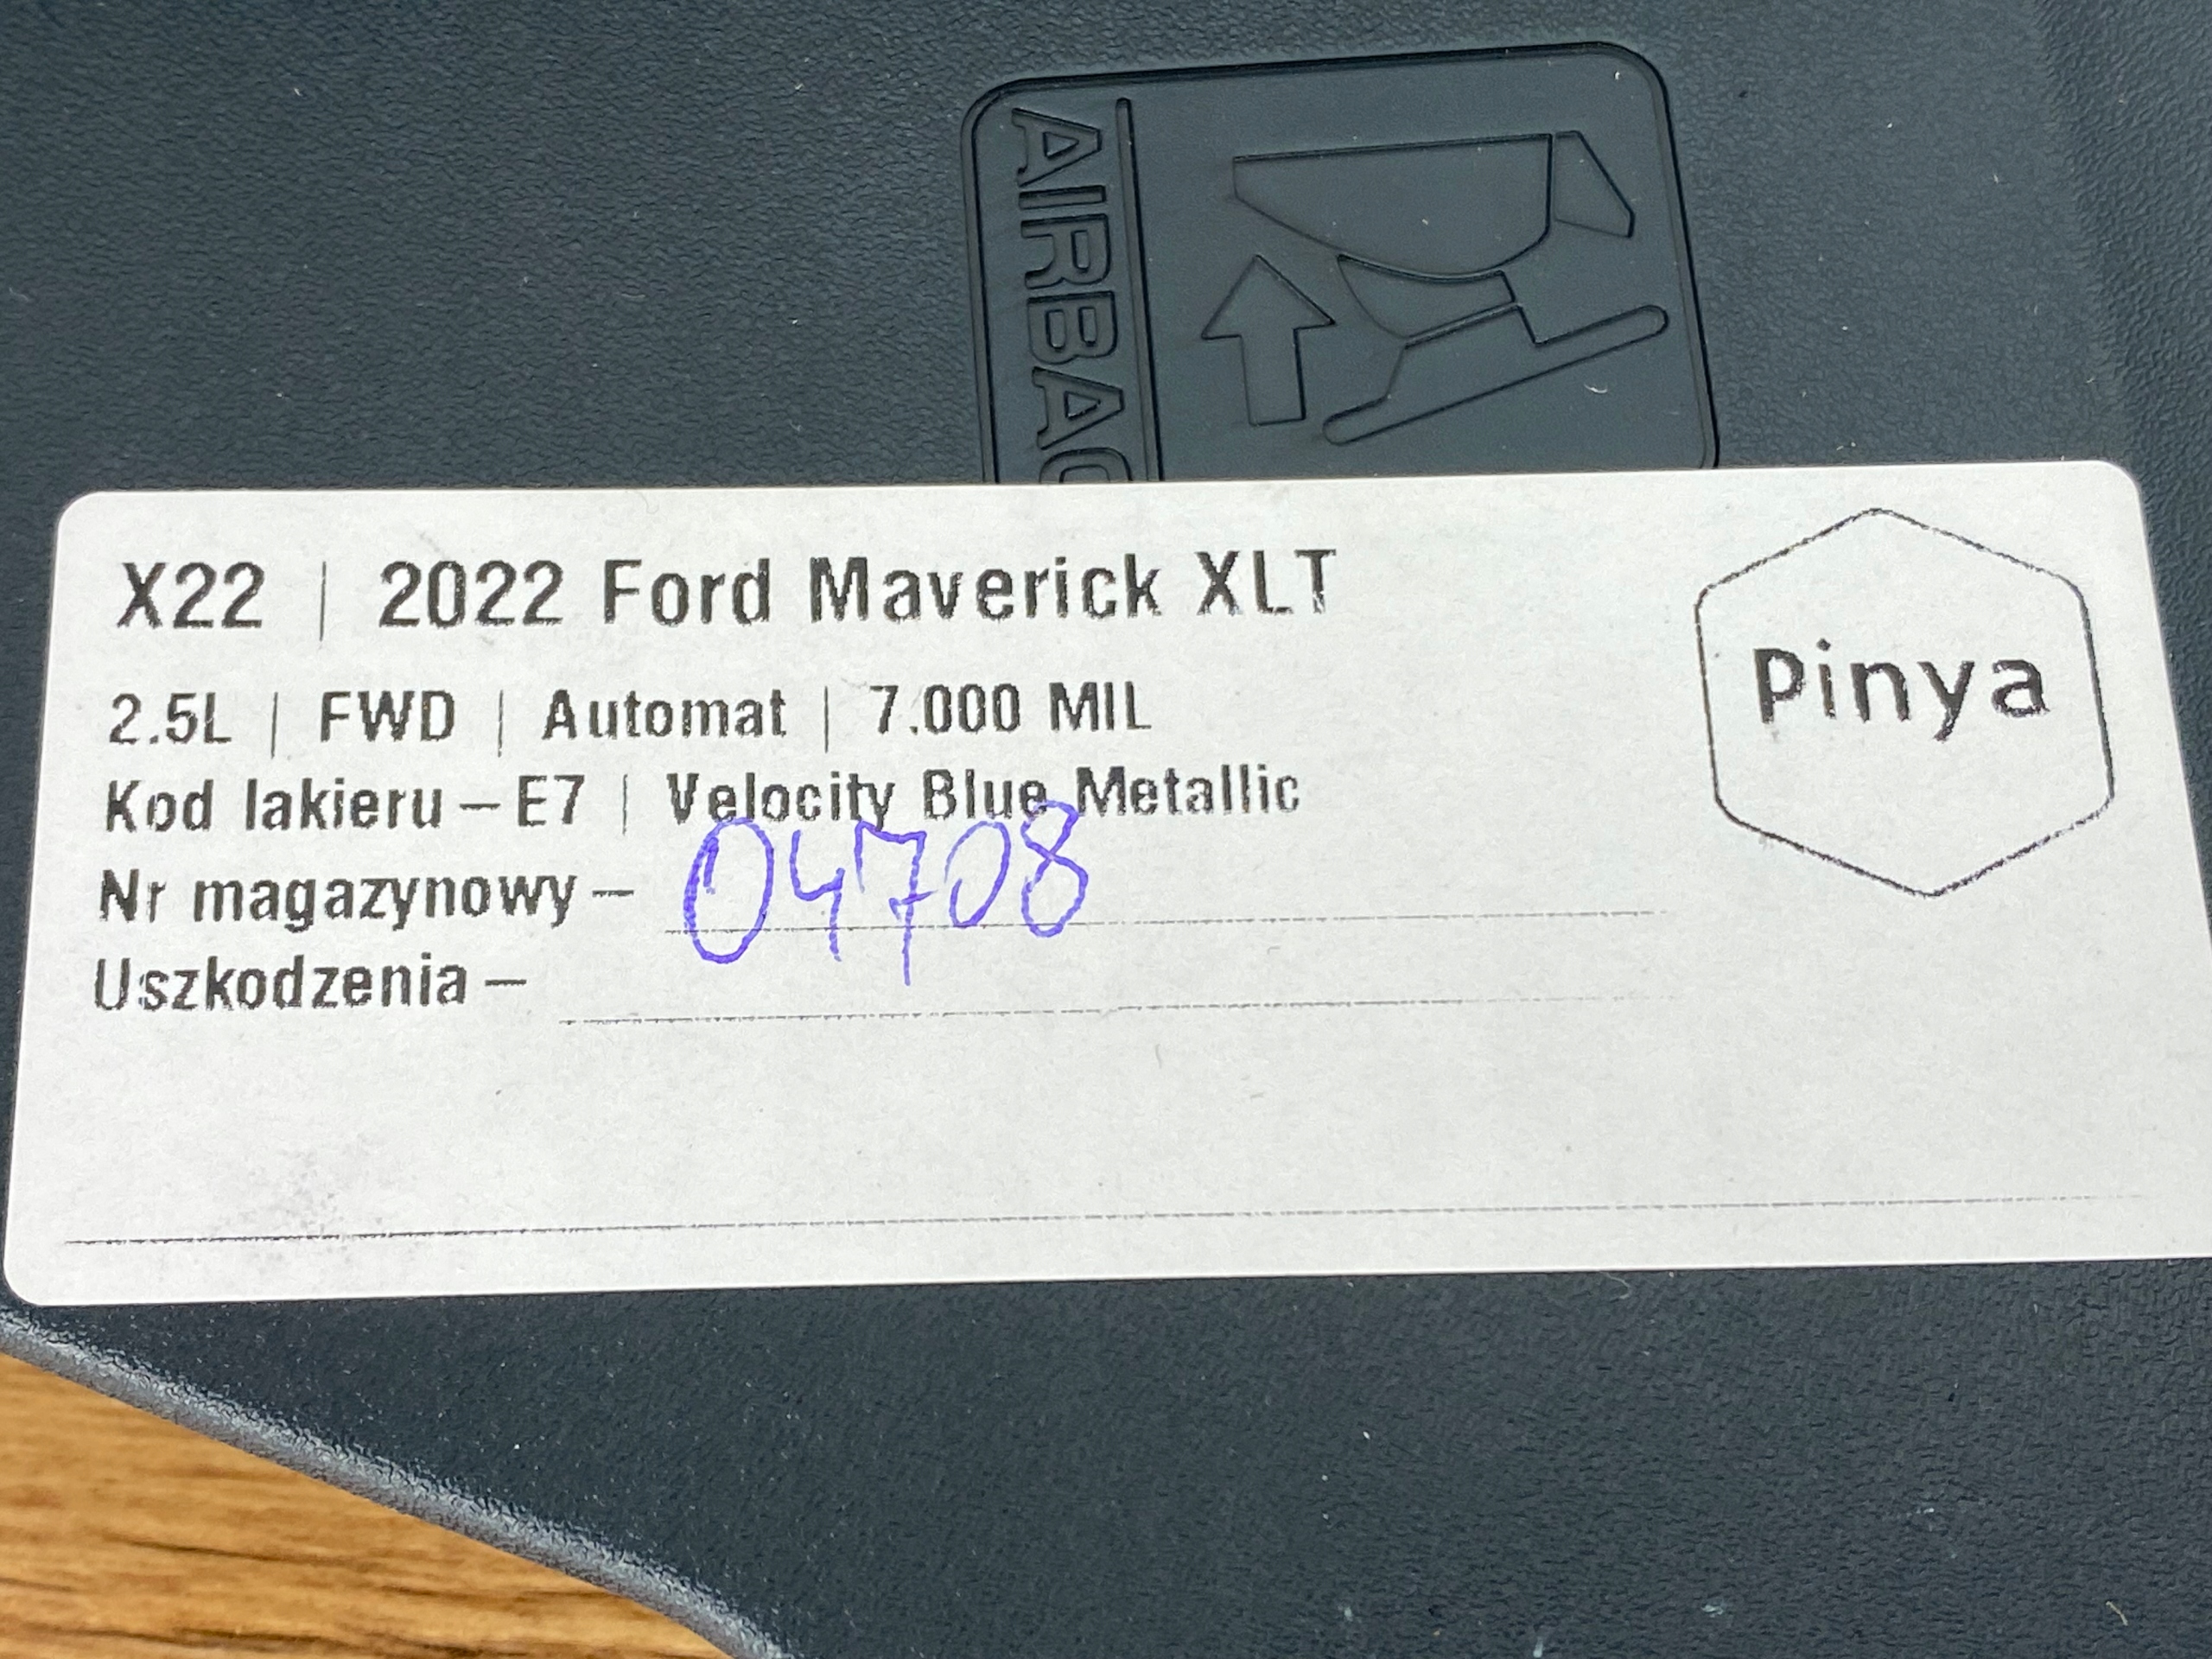 AIRBAG
X22 | 2022 Ford Maverick XLT
Pinya
2.5L | FWD | Automat | 7.000 MIL
Kod lakieru – E7 | Velocity Blue Metallic
Nr magazynowy – 04708
Uszkodzenia –